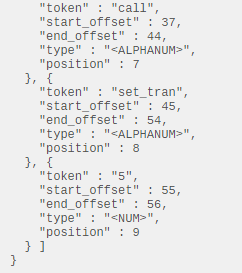 "token" : "call",
"start_offset" : 37,
"end_offset" : 44,
"type" : "<ALPHANUM>",
"position" : 7
}, {
"token" : "set_tran",
"start_offset" : 45,
"end_offset" : 54,
"type" : "<ALPHANUM>",
"position" : 8
}, {
"token" : "5",
"start_offset" : 55,
"end_offset" : 56,
"type" : "<NUM>",
"position" : 9
} ]
}